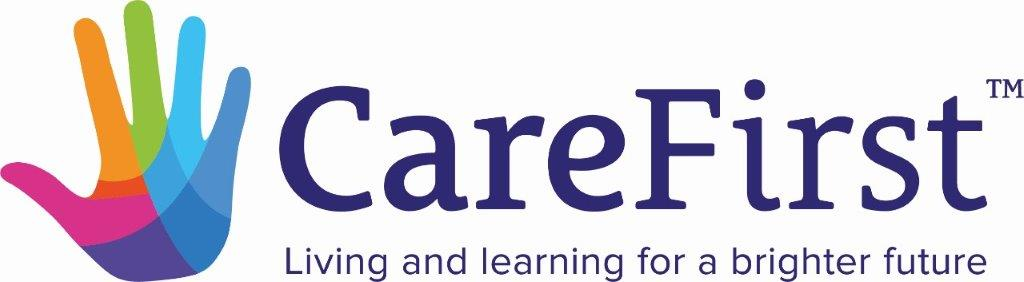 CareFirst™
Living and learning for a brighter future